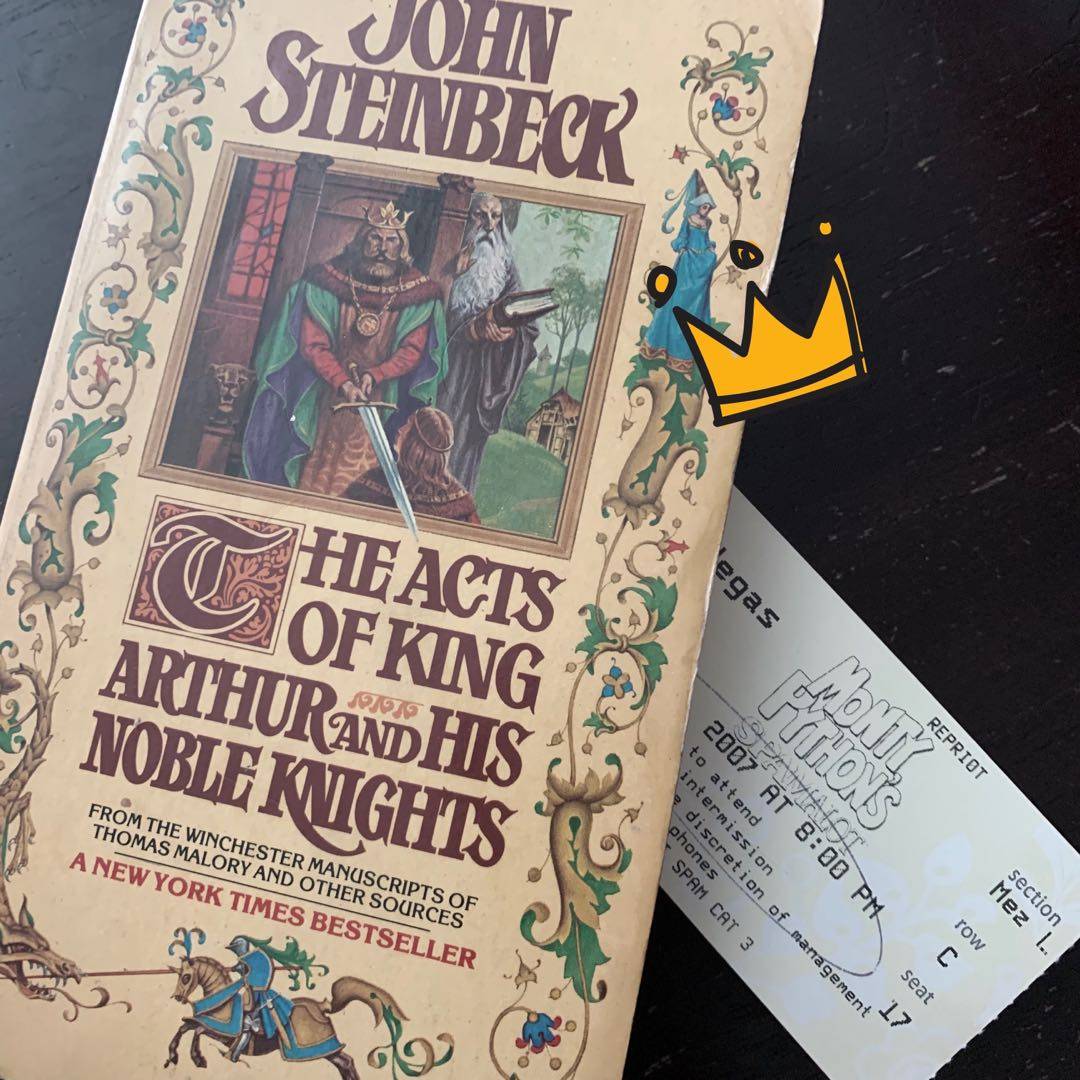 JOHN
STEINBECK
THE ACTS
OF KING
ARTHUR AND HIS
NOBLE KNIGHTS
FROM THE WINCHESTER MANUSCRIPTS OF
THOMAS MALORY AND OTHER SOURCES
A NEW YORK TIMES BESTSELLER
egas
REPRI0T
MONTY
PYTHON'S
SPAMALOT
2007 AT 8:00 PM
to attend
intermission
discretion of management
phones
SPAM CAT 3
section
row
seat
Mez
C
17